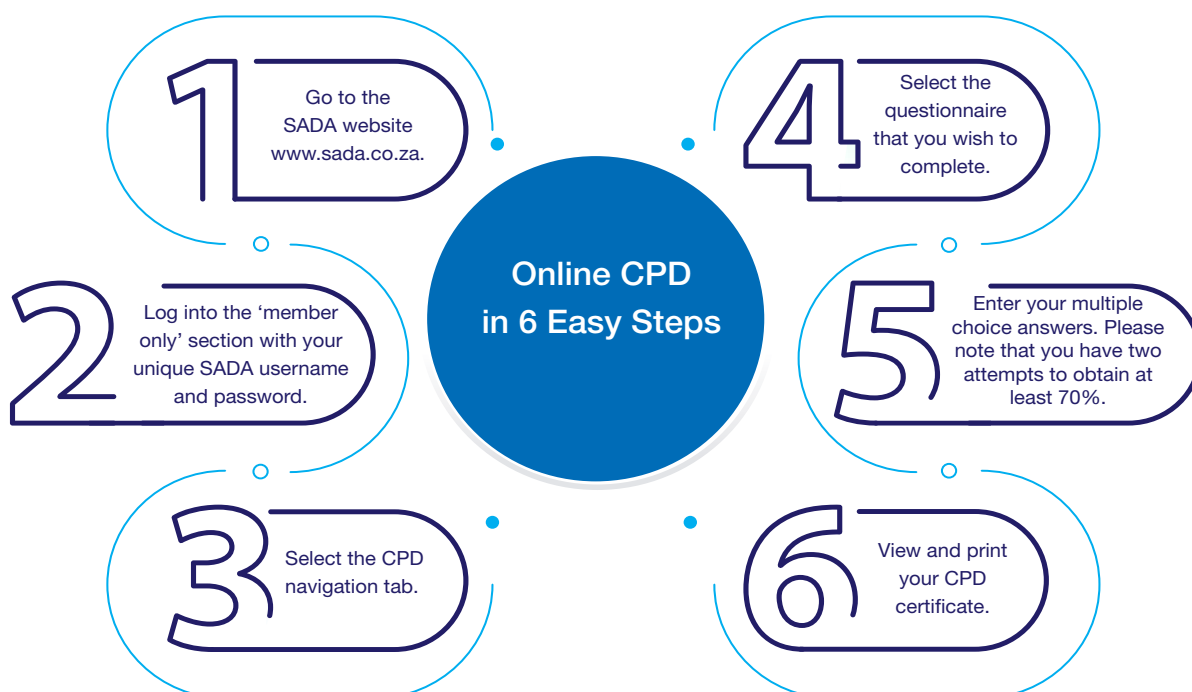 Online CPD
in 6 Easy Steps
1
Go to the
SADA website
www.sada.co.za.
2
Log into the ‘member
only’ section with your
unique SADA username
and password.
3
Select the CPD
navigation tab.
4
Select the
questionnaire
that you wish to
complete.
5
Enter your multiple
choice answers. Please
note that you have two
attempts to obtain at
least 70%.
6
View and print
your CPD
certificate.